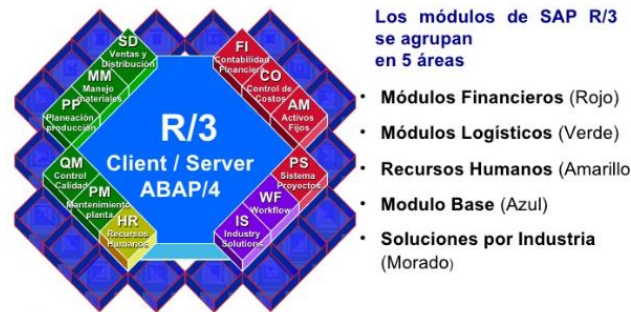 SD
Ventas y
Distribución
MM
Manejo
materiales
PP
Planeación
producción
FI
Contabilidad
Financiera
CO
Control de
Costos
AM
Activos
Fijos
R/3
Client / Server
ABAP/4
QM
Control
Calidad
PM
Mantenimiento
planta
HR
Recursos
Humanos
PS
Sistema
Proyectos
WF
Workflow
IS
Industry
Solutions
Los módulos de SAP R/3
se agrupan
en 5 áreas
• Módulos Financieros (Rojo)
• Módulos Logísticos (Verde)
• Recursos Humanos (Amarillo
• Modulo Base (Azul)
• Soluciones por Industria
(Morado)